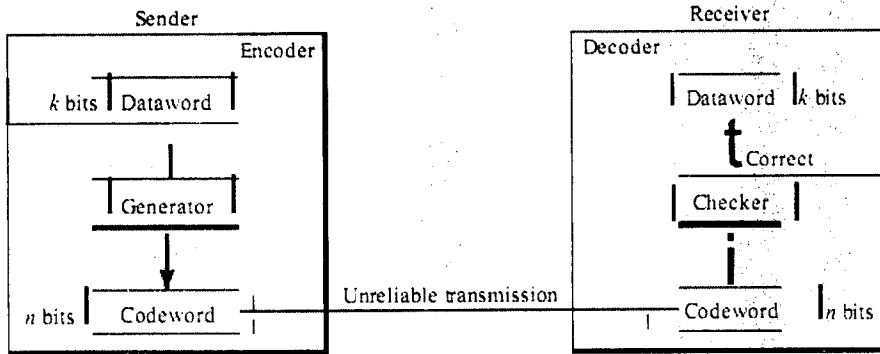 Sender
Receiver
Encoder
Decoder
k bits
Dataword
Dataword
k bits
Correct
Generator
Checker
n bits
Codeword
Unreliable transmission
Codeword
n bits